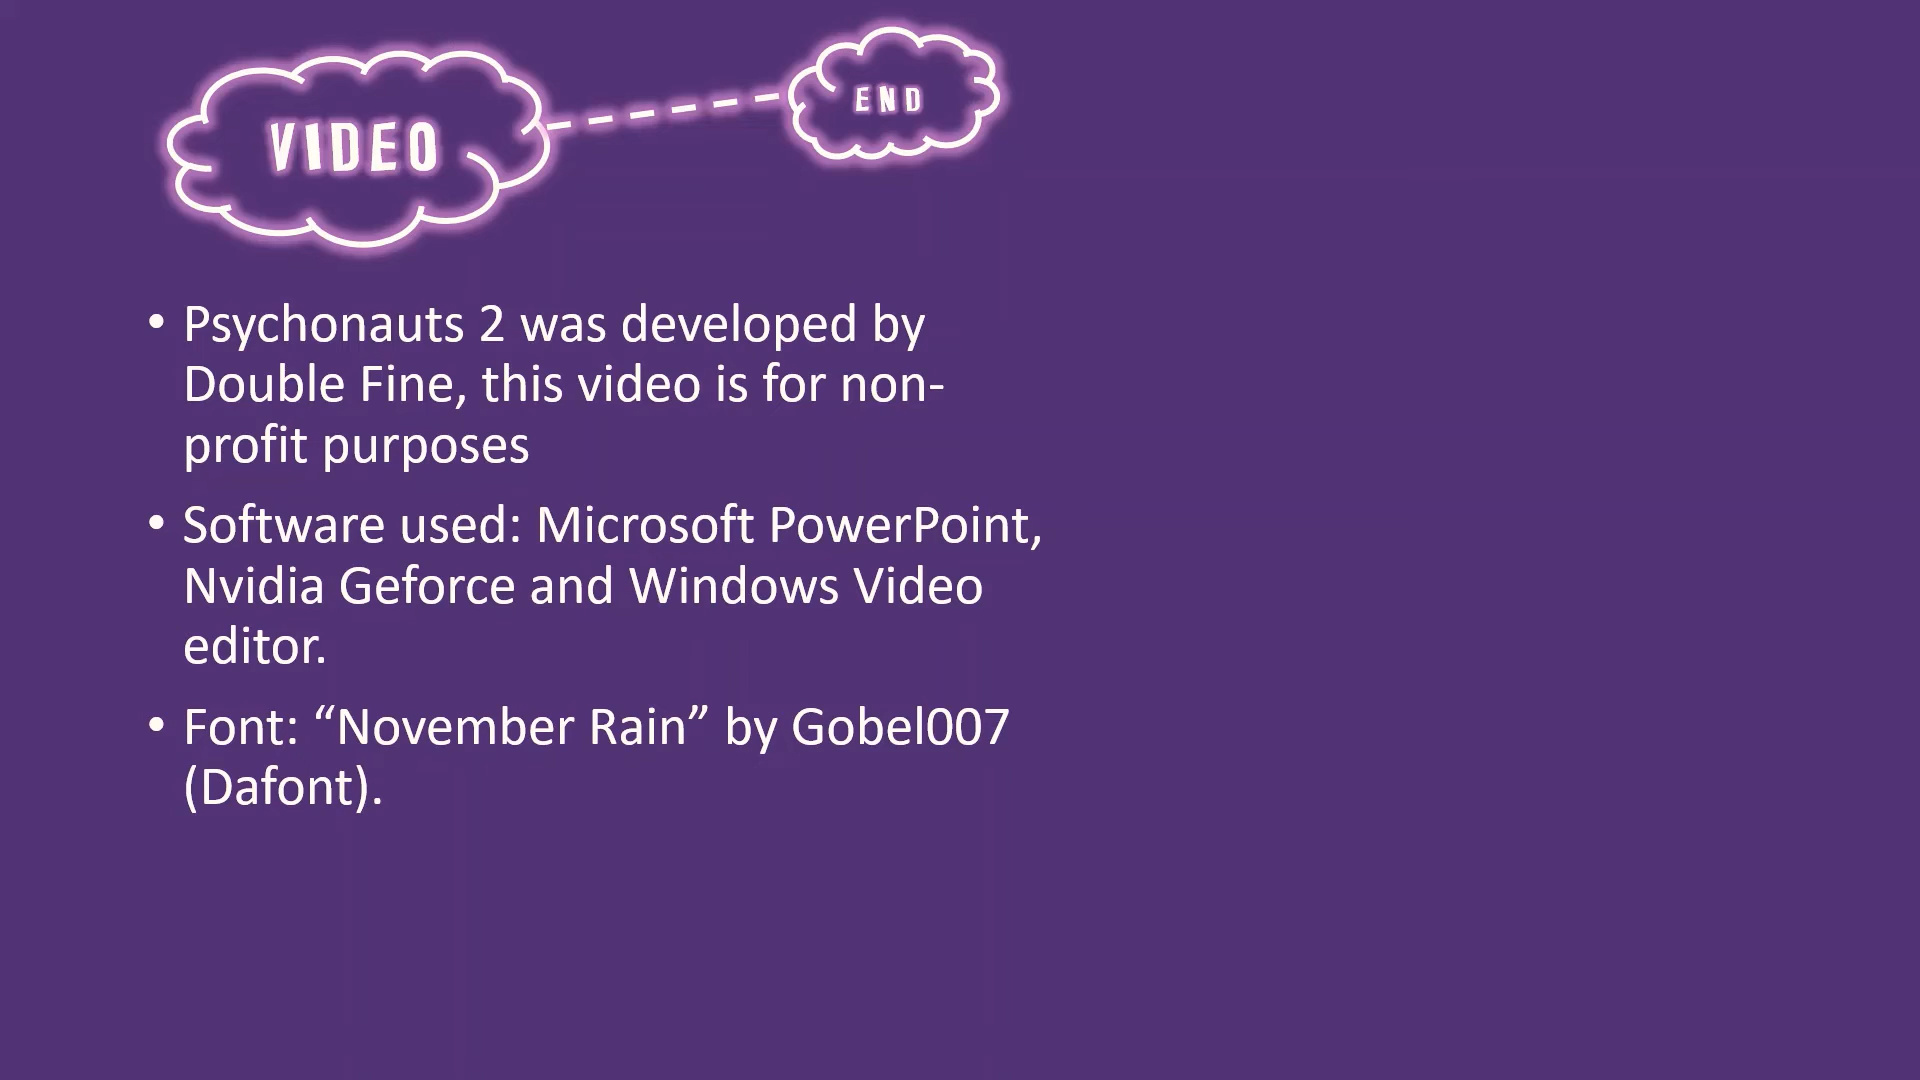 VIDEO
END
• Psychonauts 2 was developed by
Double Fine, this video is for non-
profit purposes
• Software used: Microsoft PowerPoint,
Nvidia Geforce and Windows Video
editor.
• Font: “November Rain” by Gobel007
(Dafont).